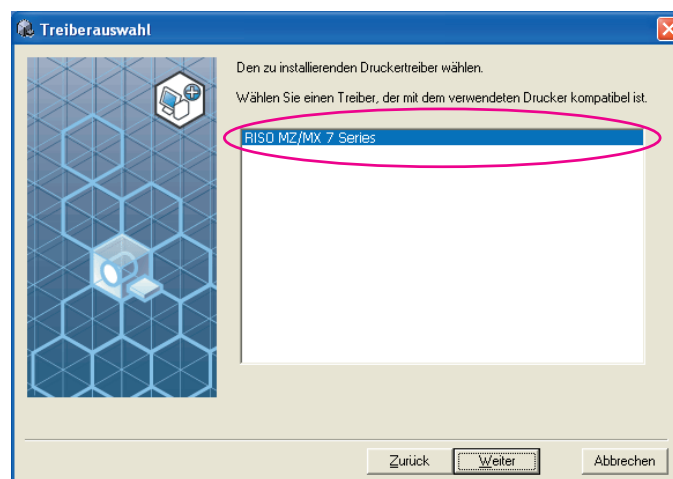 Treiberauswahl
Den zu installierenden Druckertreiber wählen.
Wählen Sie einen Treiber, der mit dem verwendeten Drucker kompatibel ist.
RISO MZ/MX 7 Series
Zurück Weiter Abbrechen